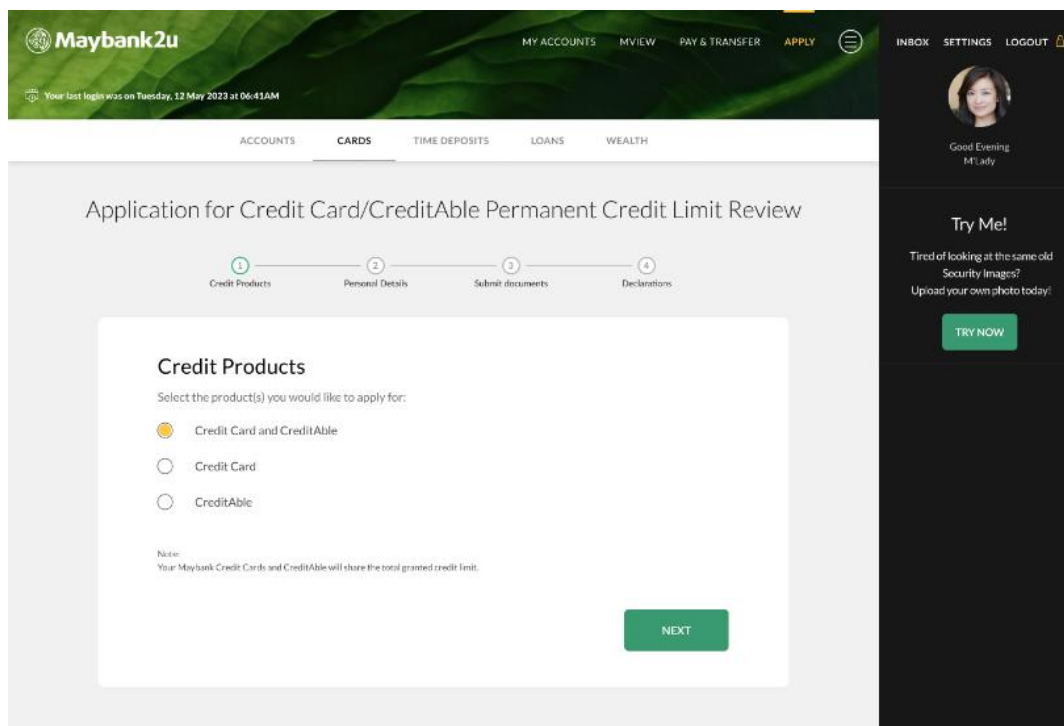 Maybank2u
MY ACCOUNTS MVIEW PAY & TRANSFER APPLY
INBOX SETTINGS LOGOUT
Your last login was on Tuesday, 12 May 2023 at 06:41AM
ACCOUNTS CARDS TIME DEPOSITS LOANS WEALTH
Good Evening
M'Lady
Application for Credit Card/CreditAble Permanent Credit Limit Review
1 2 3 4
Credit Products Personal Details Submit documents Declarations
Try Me!
Tired of looking at the same old
Security Images?
Upload your own photo today!
TRY NOW
Credit Products
Select the product(s) you would like to apply for:
Credit Card and CreditAble
Credit Card
CreditAble
Note:
Your Maybank Credit Cards and CreditAble will share the total granted credit limit.
NEXT